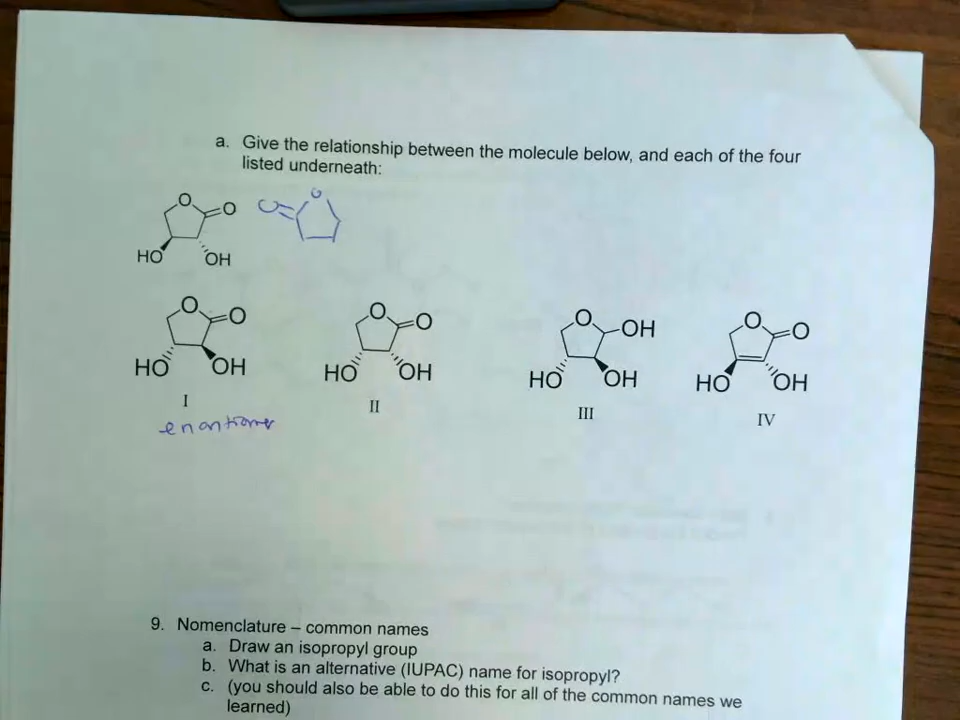 a. Give the relationship between the molecule below, and each of the four
listed underneath:
O O O O
HO OH
O O O O O OH O O
HO OH HO OH HO OH HO OH
I II III IV
enantiomer
9. Nomenclature – common names
a. Draw an isopropyl group
b. What is an alternative (IUPAC) name for isopropyl?
c. (you should also be able to do this for all of the common names we
learned)